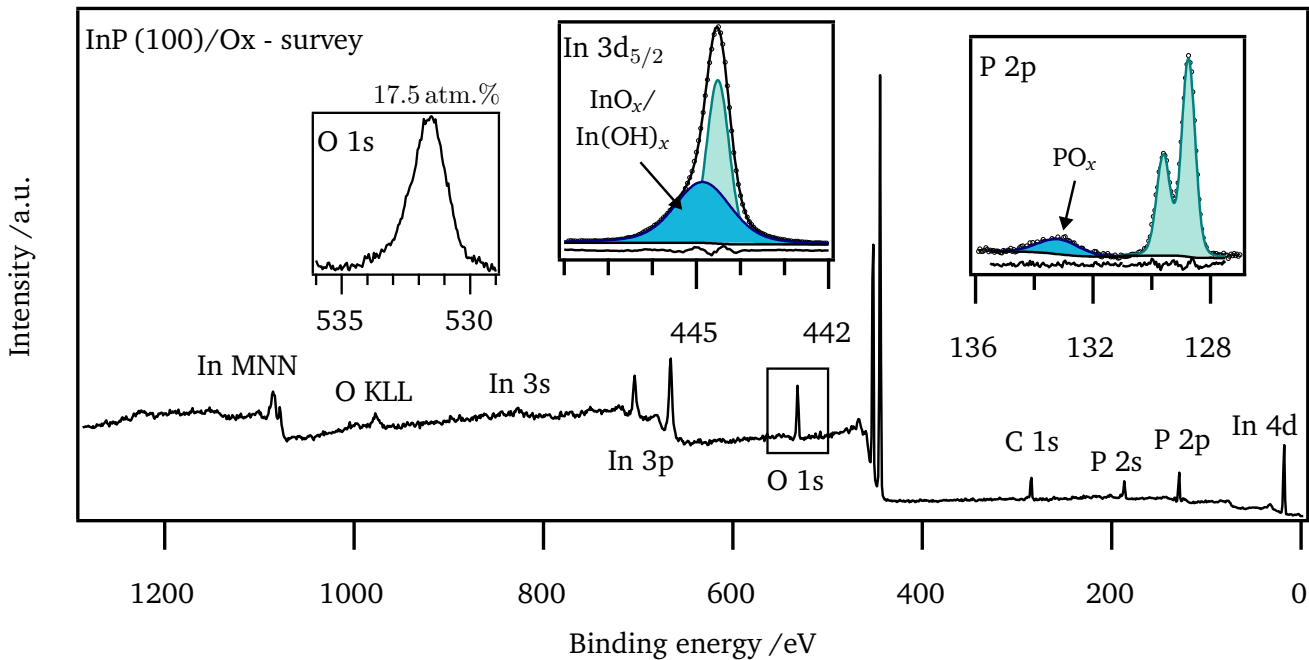 InP (100)/Ox - survey
17.5 atm.%
O 1s
535 530
In 3d5/2
InOx/
In(OH)x
445 442
P 2p
POx
136 132 128
Intensity /a.u.
In MNN
O KLL
In 3s
In 3p
O 1s
C 1s
P 2s
P 2p
In 4d
1200 1000 800 600 400 200 0
Binding energy /eV